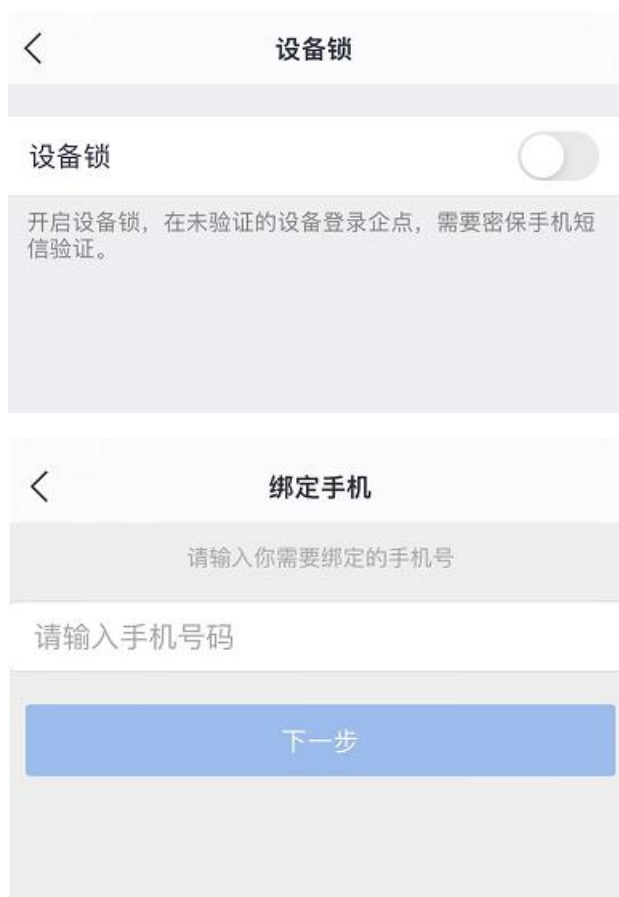 设备锁
设备锁
开启设备锁，在未验证的设备登录企点，需要密保手机短
信验证。
绑定手机
请输入你需要绑定的手机号
请输入手机号码
下一步